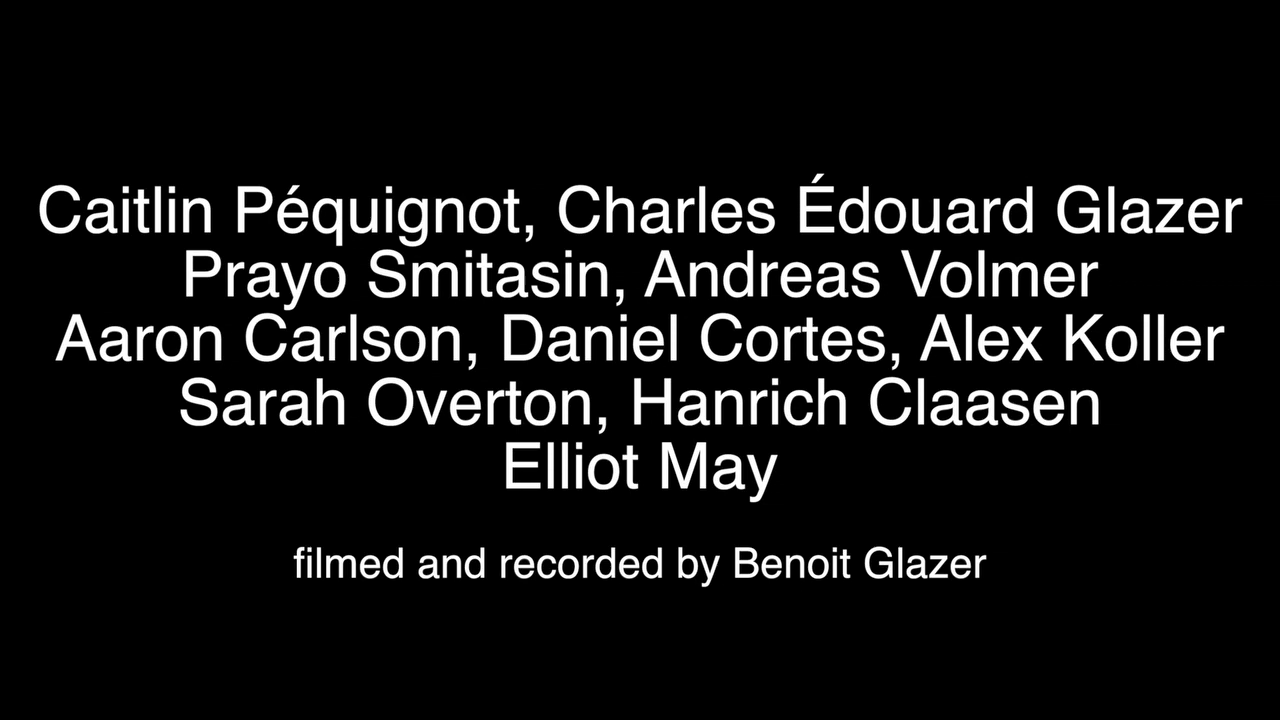 Caitlin Péquignot, Charles Édouard Glazer
Prayo Smitasin, Andreas Volmer
Aaron Carlson, Daniel Cortes, Alex Koller
Sarah Overton, Hanrich Claasen
Elliot May
filmed and recorded by Benoit Glazer